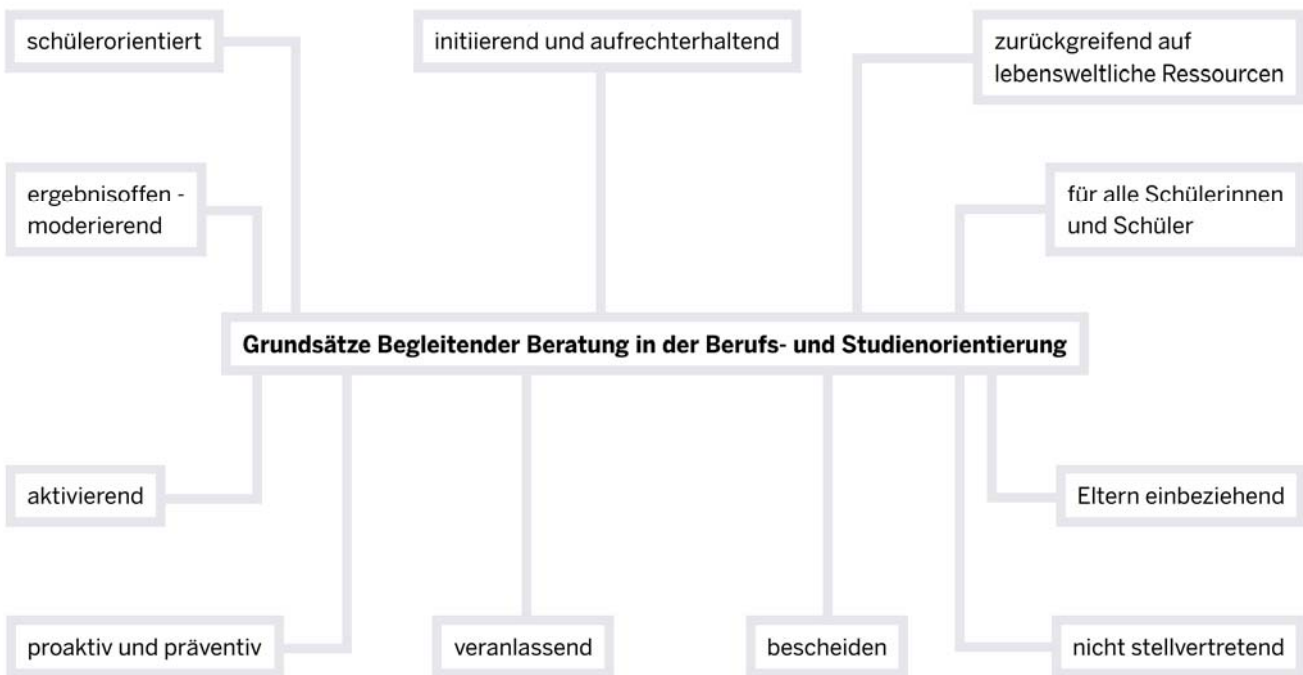 schülerorientiert
initiierend und aufrechterhaltend
zurückgreifend auf
lebensweltliche Ressourcen
ergebnisoffen -
moderierend
für alle Schülerinnen
und Schüler
Grundsätze Begleitender Beratung in der Berufs- und Studienorientierung
aktivierend
Eltern einbeziehend
proaktiv und präventiv
veranlassend
bescheiden
nicht stellvertretend